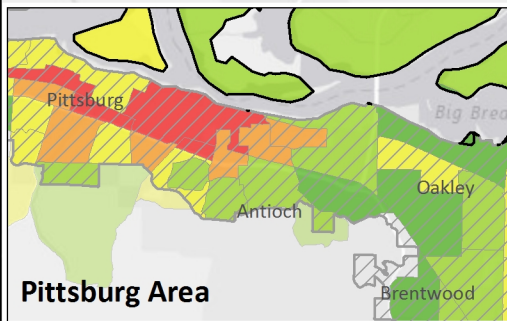 Pittsburg
Big Brea
Oakley
Antioch
Pittsburg Area
Brentwood